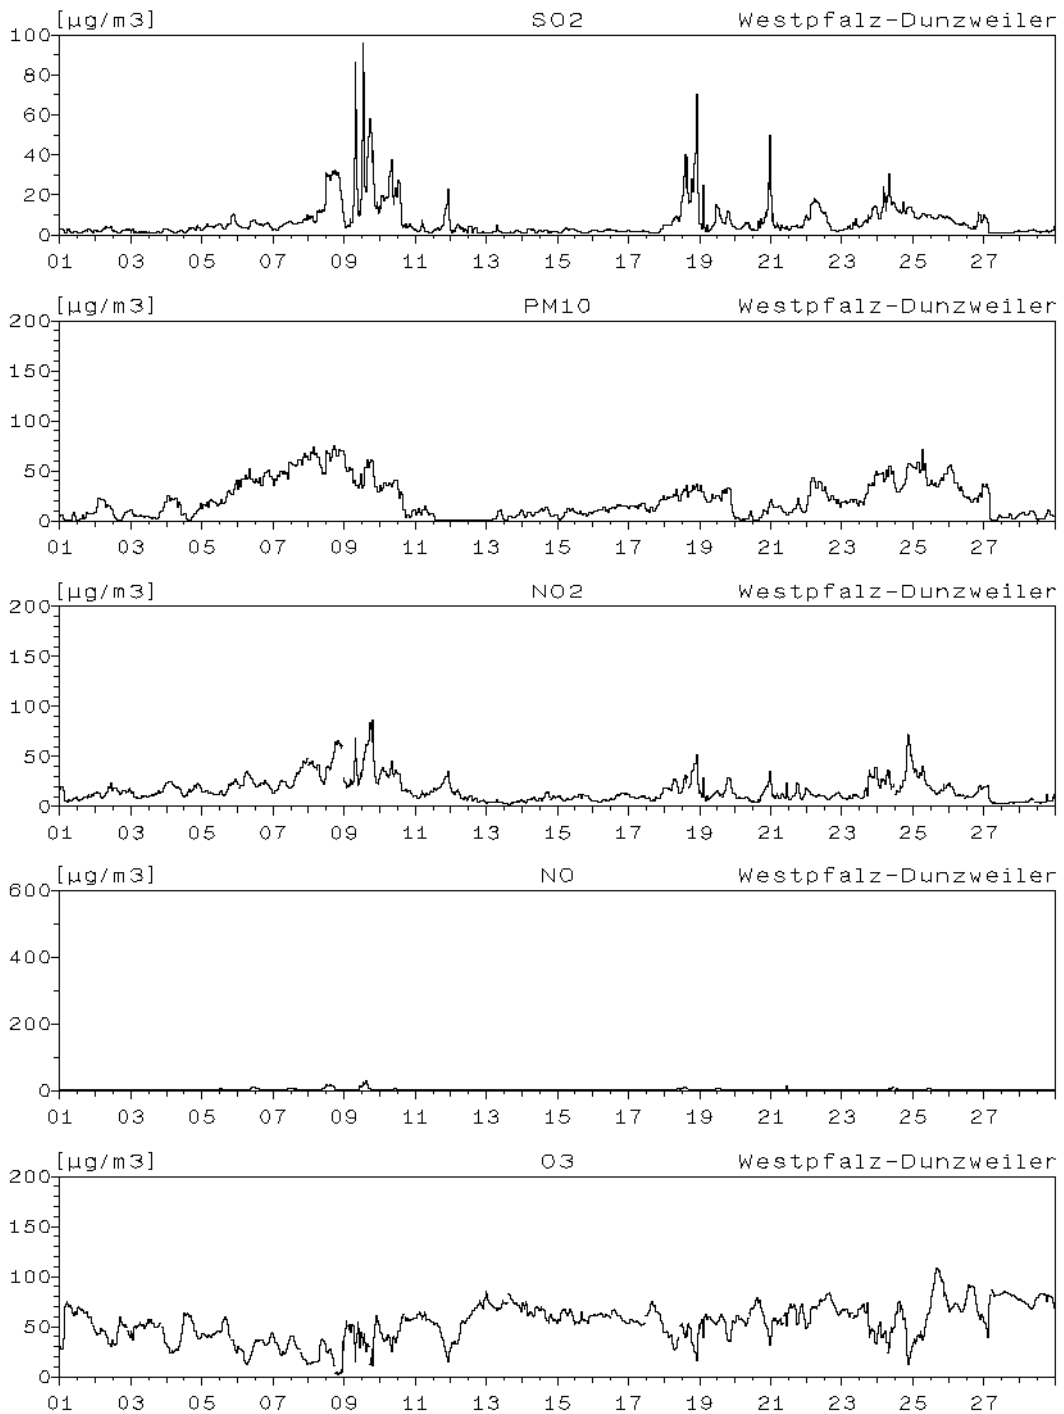 [µg/m3] SO2 Westpfalz-Dunzweiler
100
80
60
40
20
0
01 03 05 07 09 11 13 15 17 19 21 23 25 27
[µg/m3] PM10 Westpfalz-Dunzweiler
200
150
100
50
0
01 03 05 07 09 11 13 15 17 19 21 23 25 27
[µg/m3] NO2 Westpfalz-Dunzweiler
200
150
100
50
0
01 03 05 07 09 11 13 15 17 19 21 23 25 27
[µg/m3] NO Westpfalz-Dunzweiler
600
400
200
0
01 03 05 07 09 11 13 15 17 19 21 23 25 27
[µg/m3] O3 Westpfalz-Dunzweiler
200
150
100
50
0
01 03 05 07 09 11 13 15 17 19 21 23 25 27